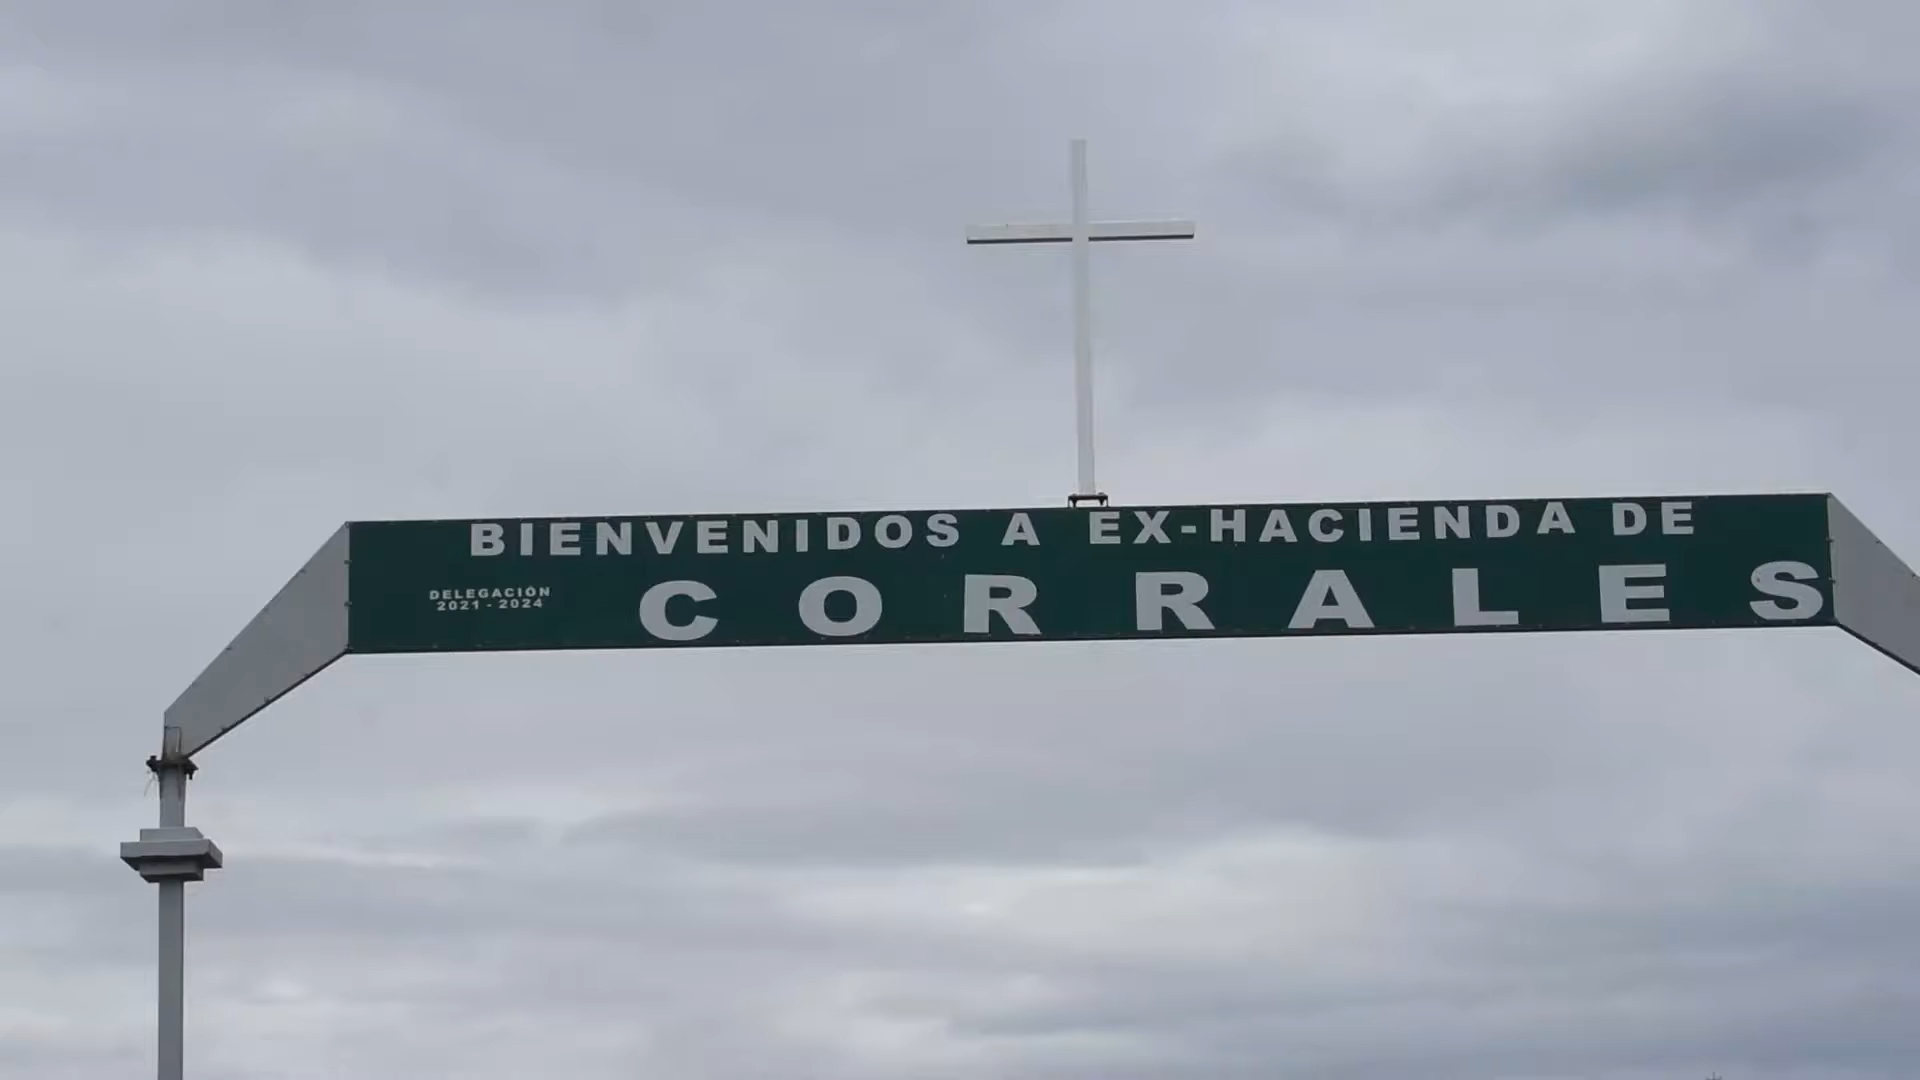 BIENVENIDOS A EX-HACIENDA DE
CORRALES
DELEGACIÓN
2021 - 2024